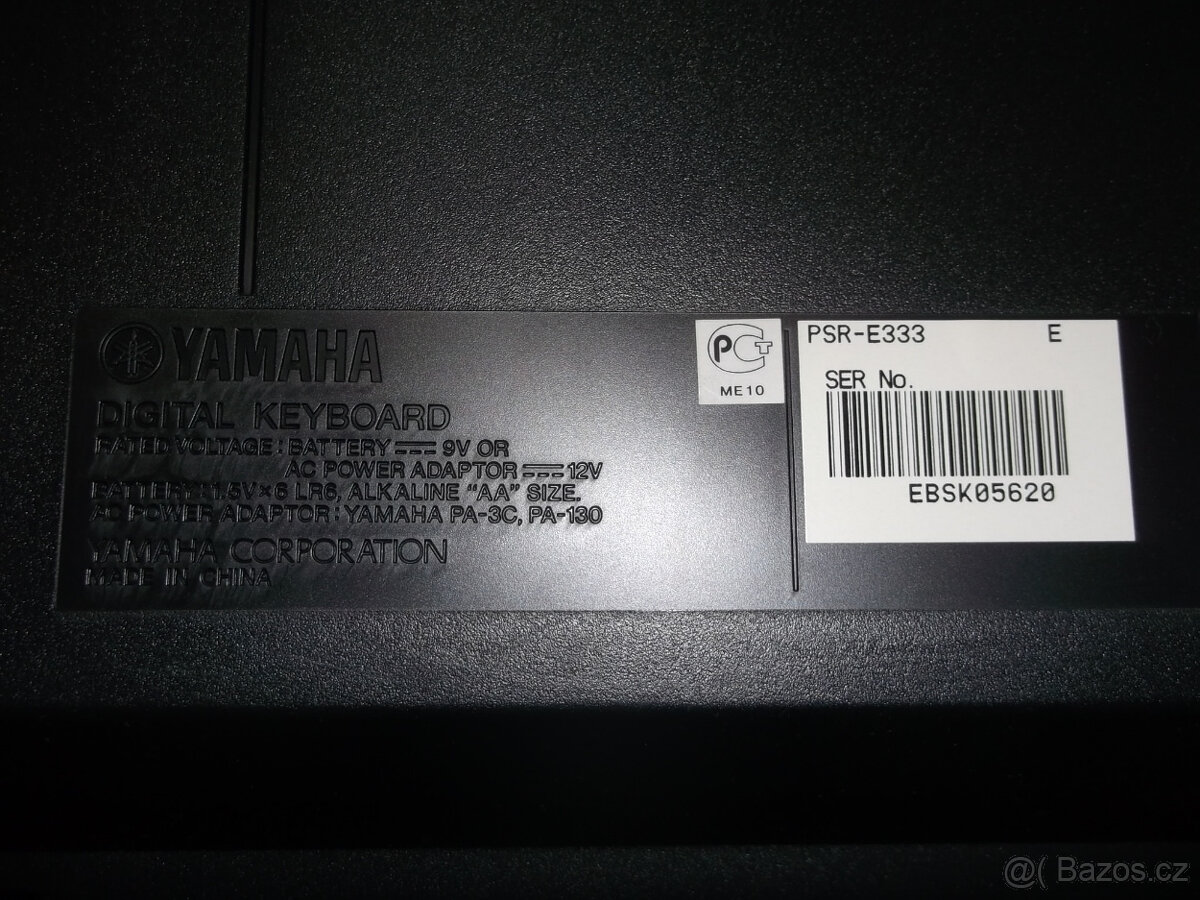 YAMAHA
DIGITAL KEYBOARD
RATED VOLTAGE : BATTERY ⎓ 9V OR
AC POWER ADAPTOR ⎓ 12V
BATTERY : 1.5V×6 LR6, ALKALINE “AA” SIZE.
AC POWER ADAPTOR : YAMAHA PA-3C, PA-130
YAMAHA CORPORATION
MADE IN CHINA
РСТ
ME10
PSR-E333 E
SER No.
EBSK05620
@( Bazos.cz